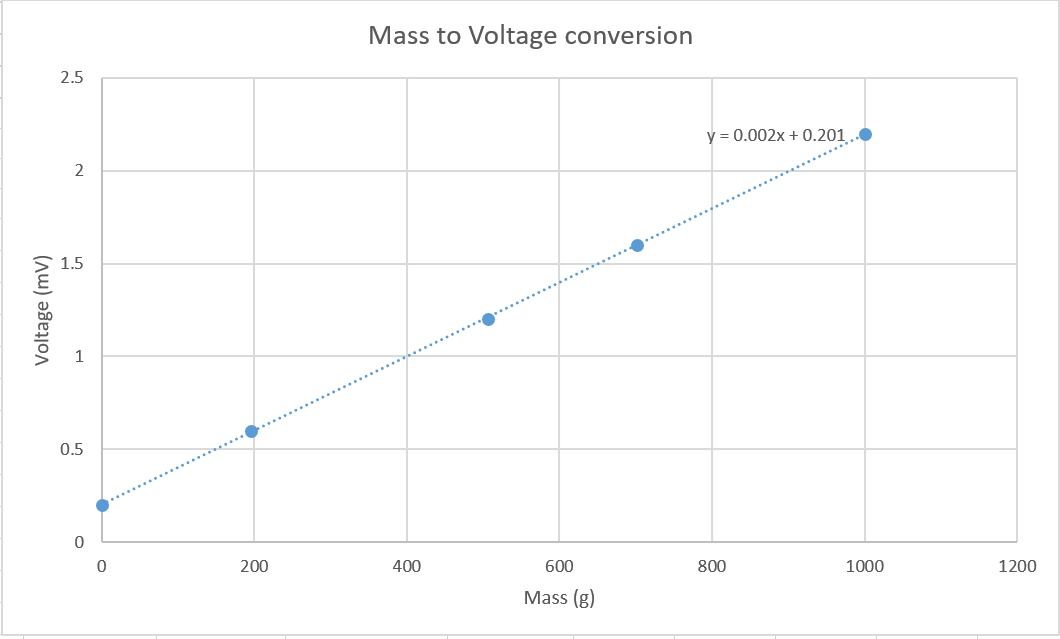 Mass to Voltage conversion
2.5
y = 0.002x + 0.201
2
1.5
Voltage (mV)
1
0.5
0
0 200 400 600 800 1000 1200
Mass (g)